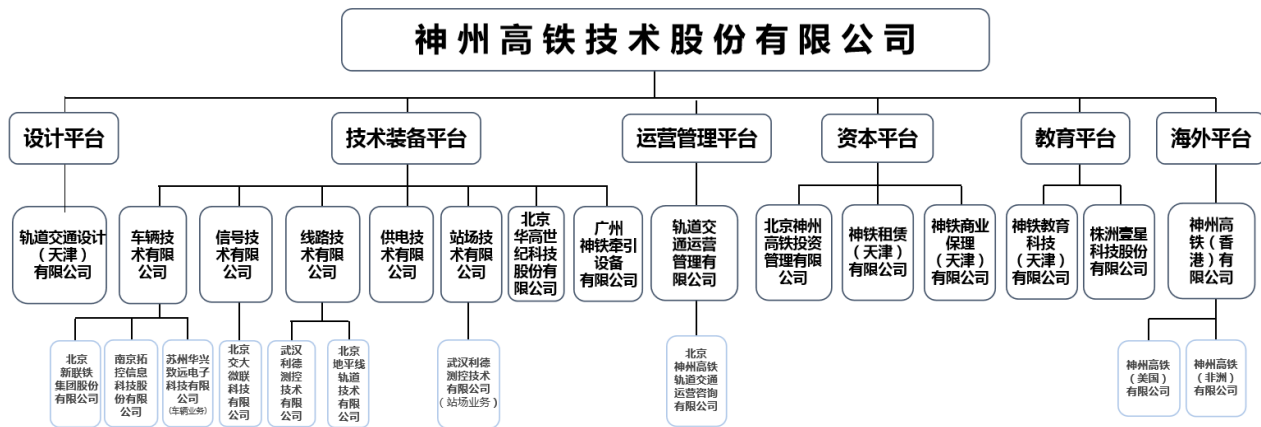 神州高铁技术股份有限公司
设计平台
技术装备平台
运营管理平台
资本平台
教育平台
海外平台
轨道交通设计
（天津）
有限公司
车辆技
术有限
公司
信号技
术有限
公司
线路技
术有限
公司
供电技
术有限
公司
站场技
术有限
公司
北京
华高世
纪科技
股份有
限公司
广州
神铁牵引
设备
有限公司
轨道交
通运营
管理有
限公司
北京神州
高铁投资
管理有限
公司
神铁租赁
（天津）
有限公司
神铁商业
保理
（天津）
有限公司
神铁教育
科技
（天津）
有限公司
株洲壹星
科技股份
有限公司
神州高
铁（香
港）有
限公司
北京
新联铁
集团股份
有限公司
南京拓
控信息
科技股
份有限
公司
苏州华兴
致远电子
科技有限
公司
（车辆业务）
北京
交大
微联
科技
有限
公司
武汉
利德
测控
技术
有限
公司
北京
地平线
轨道
技术
有限
公司
武汉利德
测控技术
有限公司
（站场业务）
北京
神州高铁
轨道交通
运营咨询
有限公司
神州高铁
（美国）
有限公司
神州高铁
（非洲）
有限公司